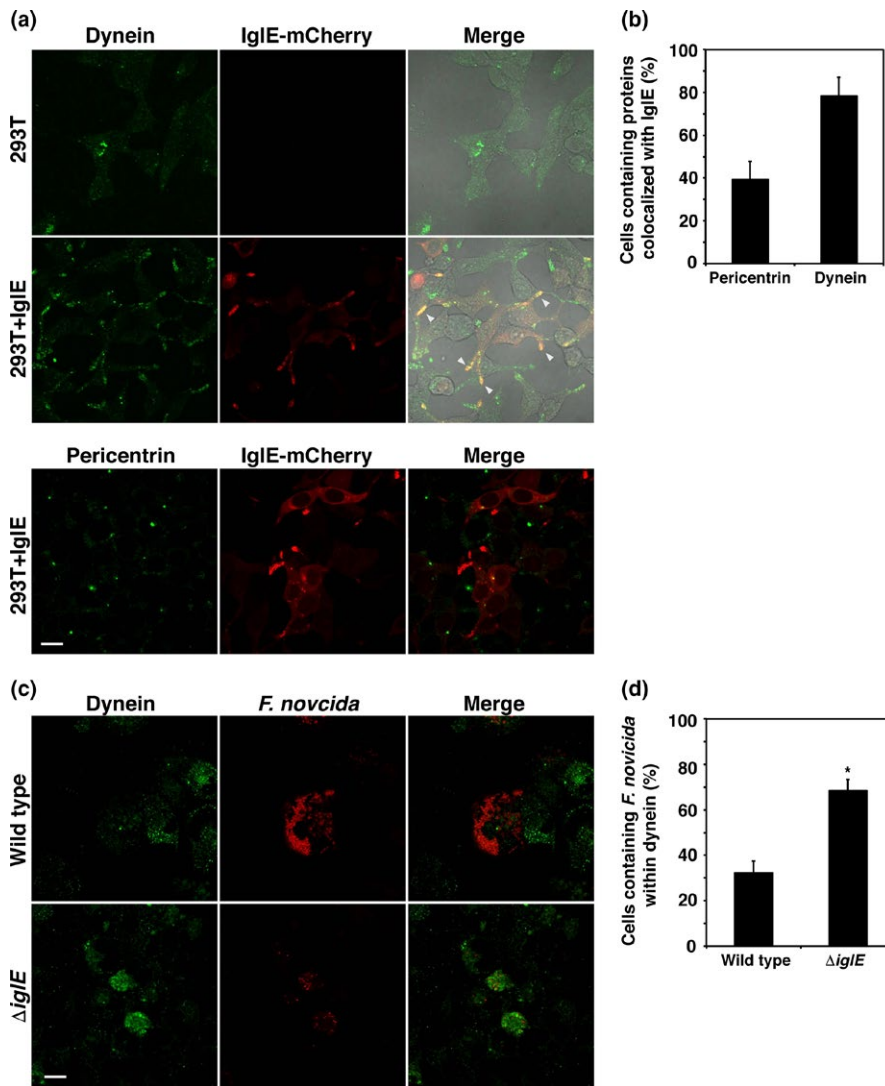 (a)
Dynein IglE-mCherry Merge
293T
293T+IglE
Pericentrin IglE-mCherry Merge
293T+IglE
(b)
Cells containing proteins
colocalized with IglE (%)
100
80
60
40
20
0
Pericentrin Dynein
(c)
Dynein F. novcida Merge
Wild type
ΔiglE
(d)
Cells containing F. novicida
within dynein (%)
100
80
60
40
20
0
*
Wild type ΔiglE